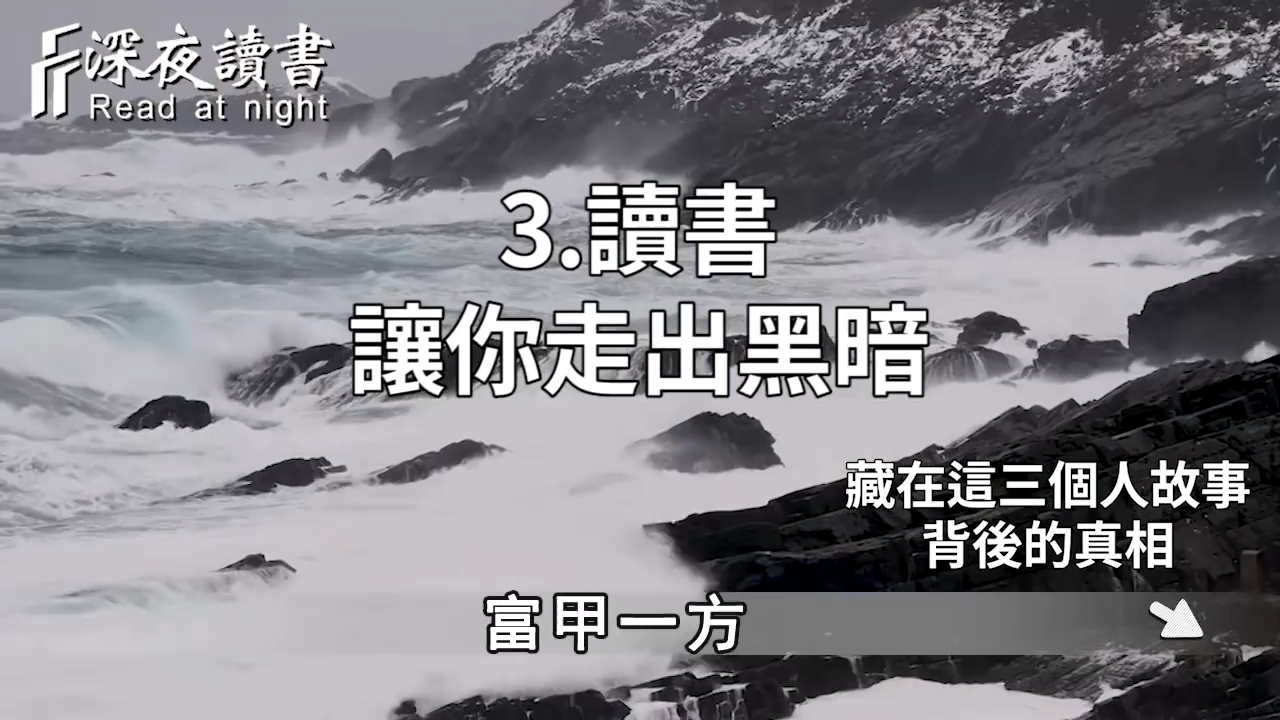 深夜讀書
Read at night
3.讀書
讓你走出黑暗
藏在這三個人故事
背後的真相
富甲一方